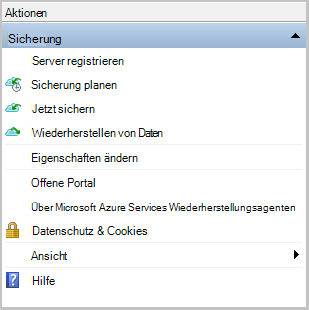 Aktionen
Sicherung
Server registrieren
Sicherung planen
Jetzt sichern
Wiederherstellen von Daten
Eigenschaften ändern
Offene Portal
Über Microsoft Azure Services Wiederherstellungsagenten
Datenschutz & Cookies
Ansicht
Hilfe